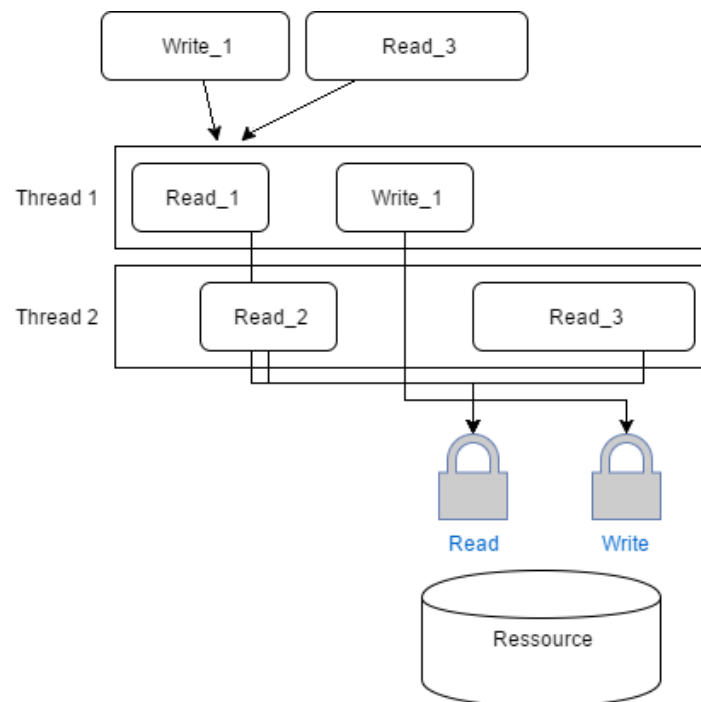 Write_1
Read_3
Thread 1
Read_1
Write_1
Thread 2
Read_2
Read_3
Read
Write
Ressource